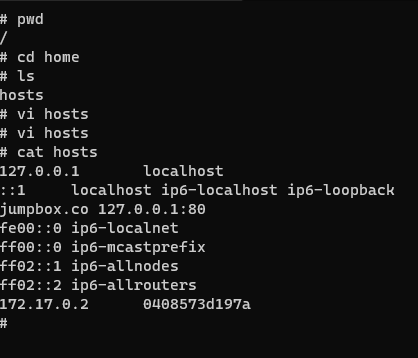 # pwd
/
# cd home
# ls
hosts
# vi hosts
# vi hosts
# cat hosts
127.0.0.1       localhost
::1     localhost ip6-localhost ip6-loopback
jumpbox.co 127.0.0.1:80
fe00::0 ip6-localnet
ff00::0 ip6-mcastprefix
ff02::1 ip6-allnodes
ff02::2 ip6-allrouters
172.17.0.2      0408573d197a
#